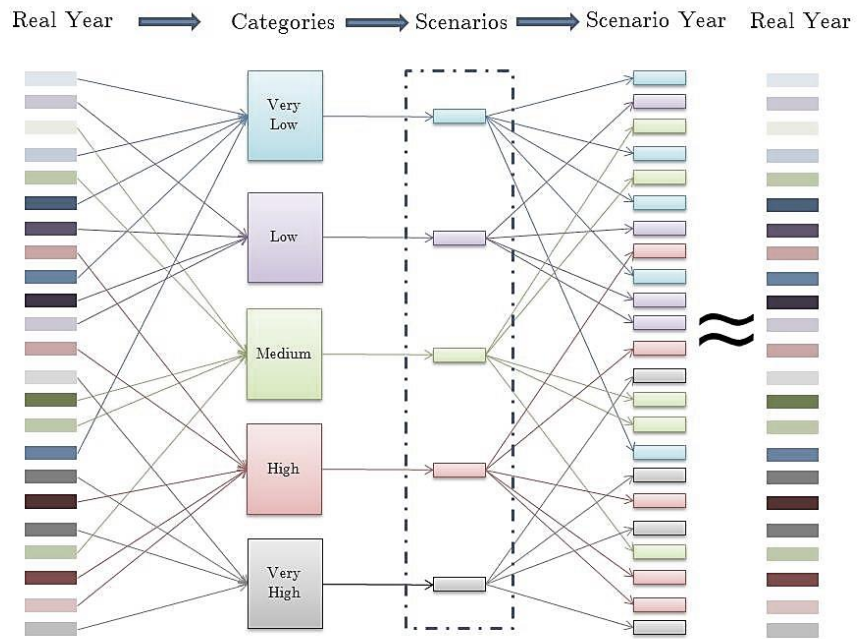 Real Year
Categories
Scenarios
Scenario Year
Real Year
Very
Low
Low
Medium
High
Very
High
≈